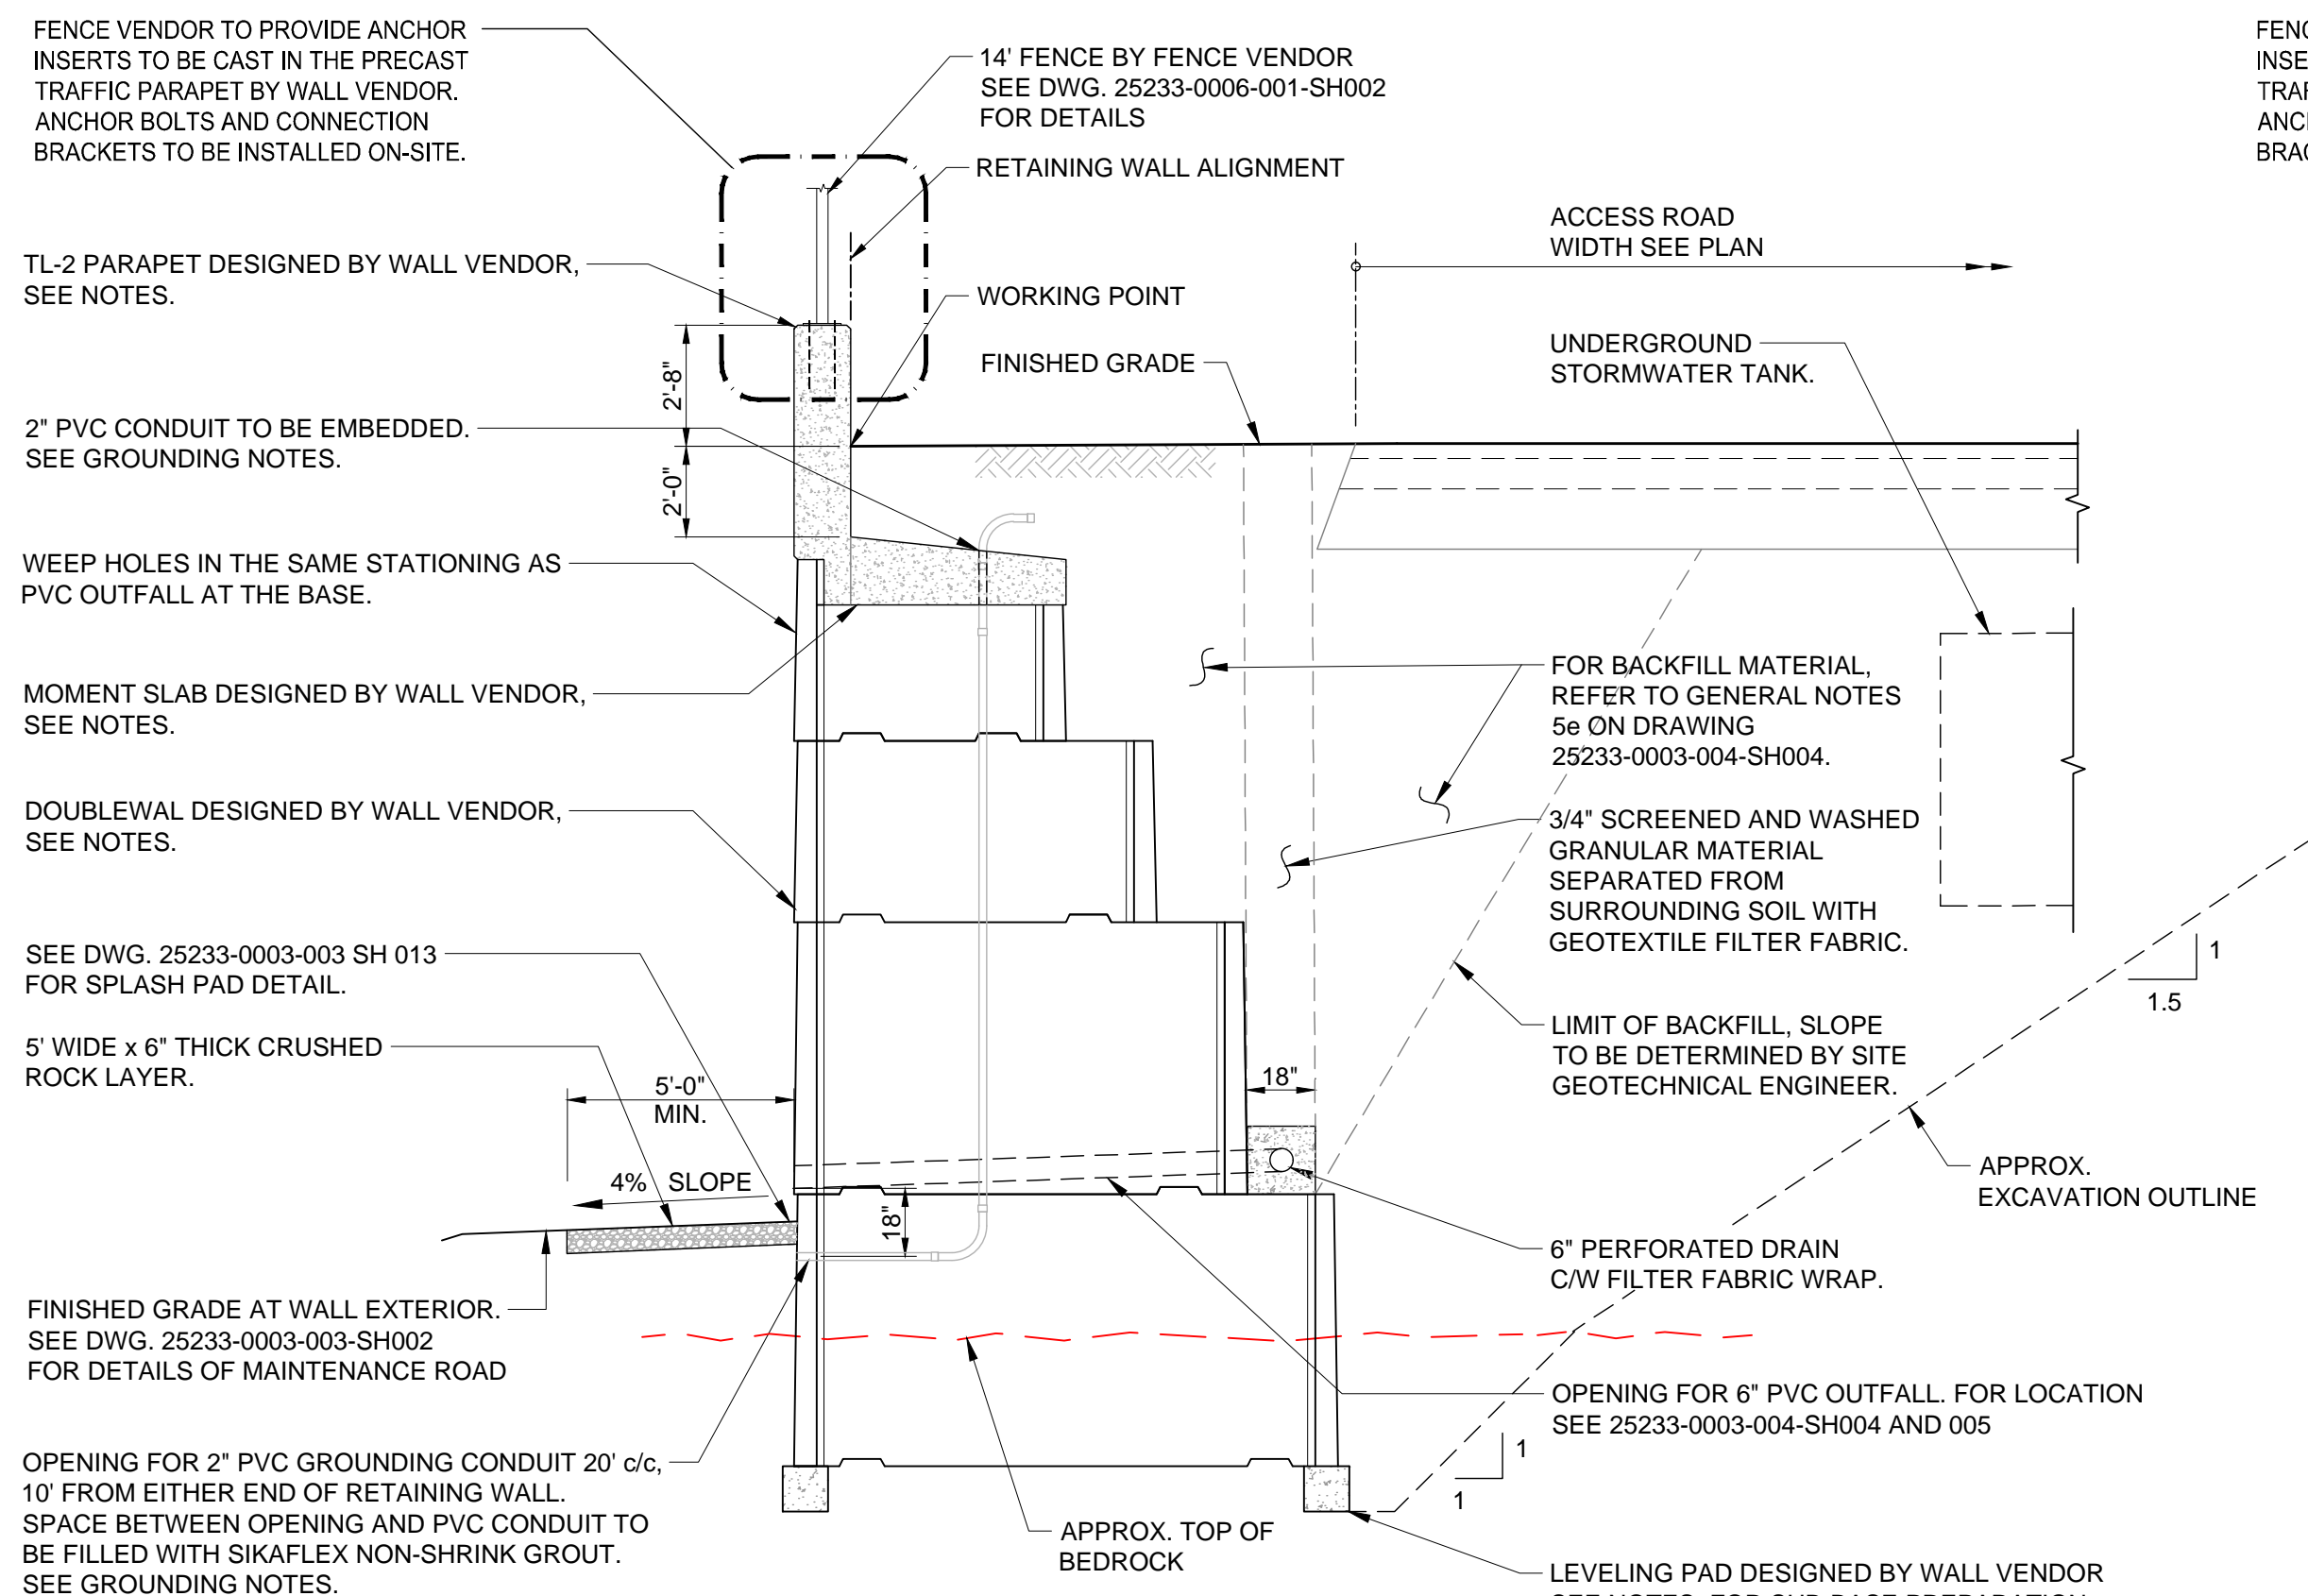 FENCE VENDOR TO PROVIDE ANCHOR
INSERTS TO BE CAST IN THE PRECAST
TRAFFIC PARAPET BY WALL VENDOR.
ANCHOR BOLTS AND CONNECTION
BRACKETS TO BE INSTALLED ON-SITE.
14' FENCE BY FENCE VENDOR
SEE DWG. 25233-0006-001-SH002
FOR DETAILS
RETAINING WALL ALIGNMENT
TL-2 PARAPET DESIGNED BY WALL VENDOR,
SEE NOTES.
WORKING POINT
FINISHED GRADE
ACCESS ROAD
WIDTH SEE PLAN
UNDERGROUND
STORMWATER TANK.
2'-8"
2'-0"
2" PVC CONDUIT TO BE EMBEDDED.
SEE GROUNDING NOTES.
WEEP HOLES IN THE SAME STATIONING AS
PVC OUTFALL AT THE BASE.
MOMENT SLAB DESIGNED BY WALL VENDOR,
SEE NOTES.
DOUBLEWAL DESIGNED BY WALL VENDOR,
SEE NOTES.
FOR BACKFILL MATERIAL,
REFER TO GENERAL NOTES
5e ON DRAWING
25233-0003-004-SH004.
3/4" SCREENED AND WASHED
GRANULAR MATERIAL
SEPARATED FROM
SURROUNDING SOIL WITH
GEOTEXTILE FILTER FABRIC.
SEE DWG. 25233-0003-003 SH 013
FOR SPLASH PAD DETAIL.
5' WIDE x 6" THICK CRUSHED
ROCK LAYER.
5'-0"
MIN.
18"
LIMIT OF BACKFILL, SLOPE
TO BE DETERMINED BY SITE
GEOTECHNICAL ENGINEER.
1
1.5
4% SLOPE
18"
APPROX.
EXCAVATION OUTLINE
6" PERFORATED DRAIN
C/W FILTER FABRIC WRAP.
FINISHED GRADE AT WALL EXTERIOR.
SEE DWG. 25233-0003-003-SH002
FOR DETAILS OF MAINTENANCE ROAD
OPENING FOR 6" PVC OUTFALL. FOR LOCATION
SEE 25233-0003-004-SH004 AND 005
1
1
OPENING FOR 2" PVC GROUNDING CONDUIT 20' c/c,
10' FROM EITHER END OF RETAINING WALL.
SPACE BETWEEN OPENING AND PVC CONDUIT TO
BE FILLED WITH SIKAFLEX NON-SHRINK GROUT.
SEE GROUNDING NOTES.
APPROX. TOP OF
BEDROCK
LEVELING PAD DESIGNED BY WALL VENDOR